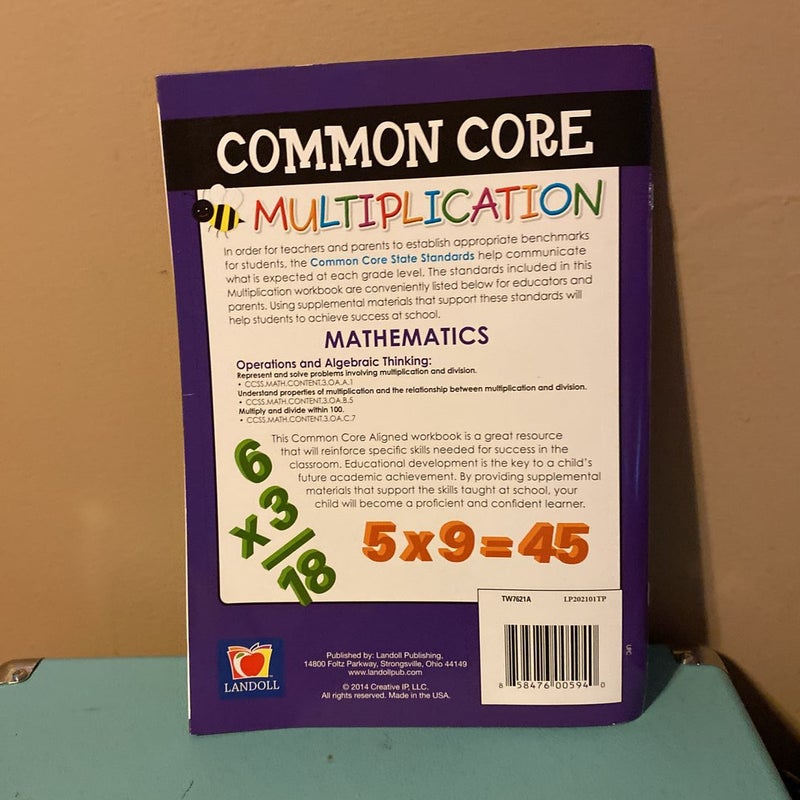 COMMON CORE
MULTIPLICATION
In order for teachers and parents to establish appropriate benchmarks
for students, the Common Core State Standards help communicate
what is expected at each grade level. The standards included in this
Multiplication workbook are conveniently listed below for educators and
parents. Using supplemental materials that support these standards will
help students to achieve success at school.
MATHEMATICS
Operations and Algebraic Thinking:
Represent and solve problems involving multiplication and division.
• CCSS.MATH.CONTENT.3.OA.A.1
Understand properties of multiplication and the relationship between multiplication and division.
• CCSS.MATH.CONTENT.3.OA.B.5
Multiply and divide within 100.
• CCSS.MATH.CONTENT.3.OA.C.7
This Common Core Aligned workbook is a great resource
that will reinforce specific skills needed for success in the
classroom. Educational development is the key to a child's
future academic achievement. By providing supplemental
materials that support the skills taught at school, your
child will become a proficient and confident learner.
6
x3
18
5x9=45
TW7621A LP202101TP
8 58476 00594 0
UPC
LANDOLL
Published by: Landoll Publishing,
14800 Foltz Parkway, Strongsville, Ohio 44149
www.landollpub.com
© 2014 Creative IP, LLC.
All rights reserved. Made in the USA.